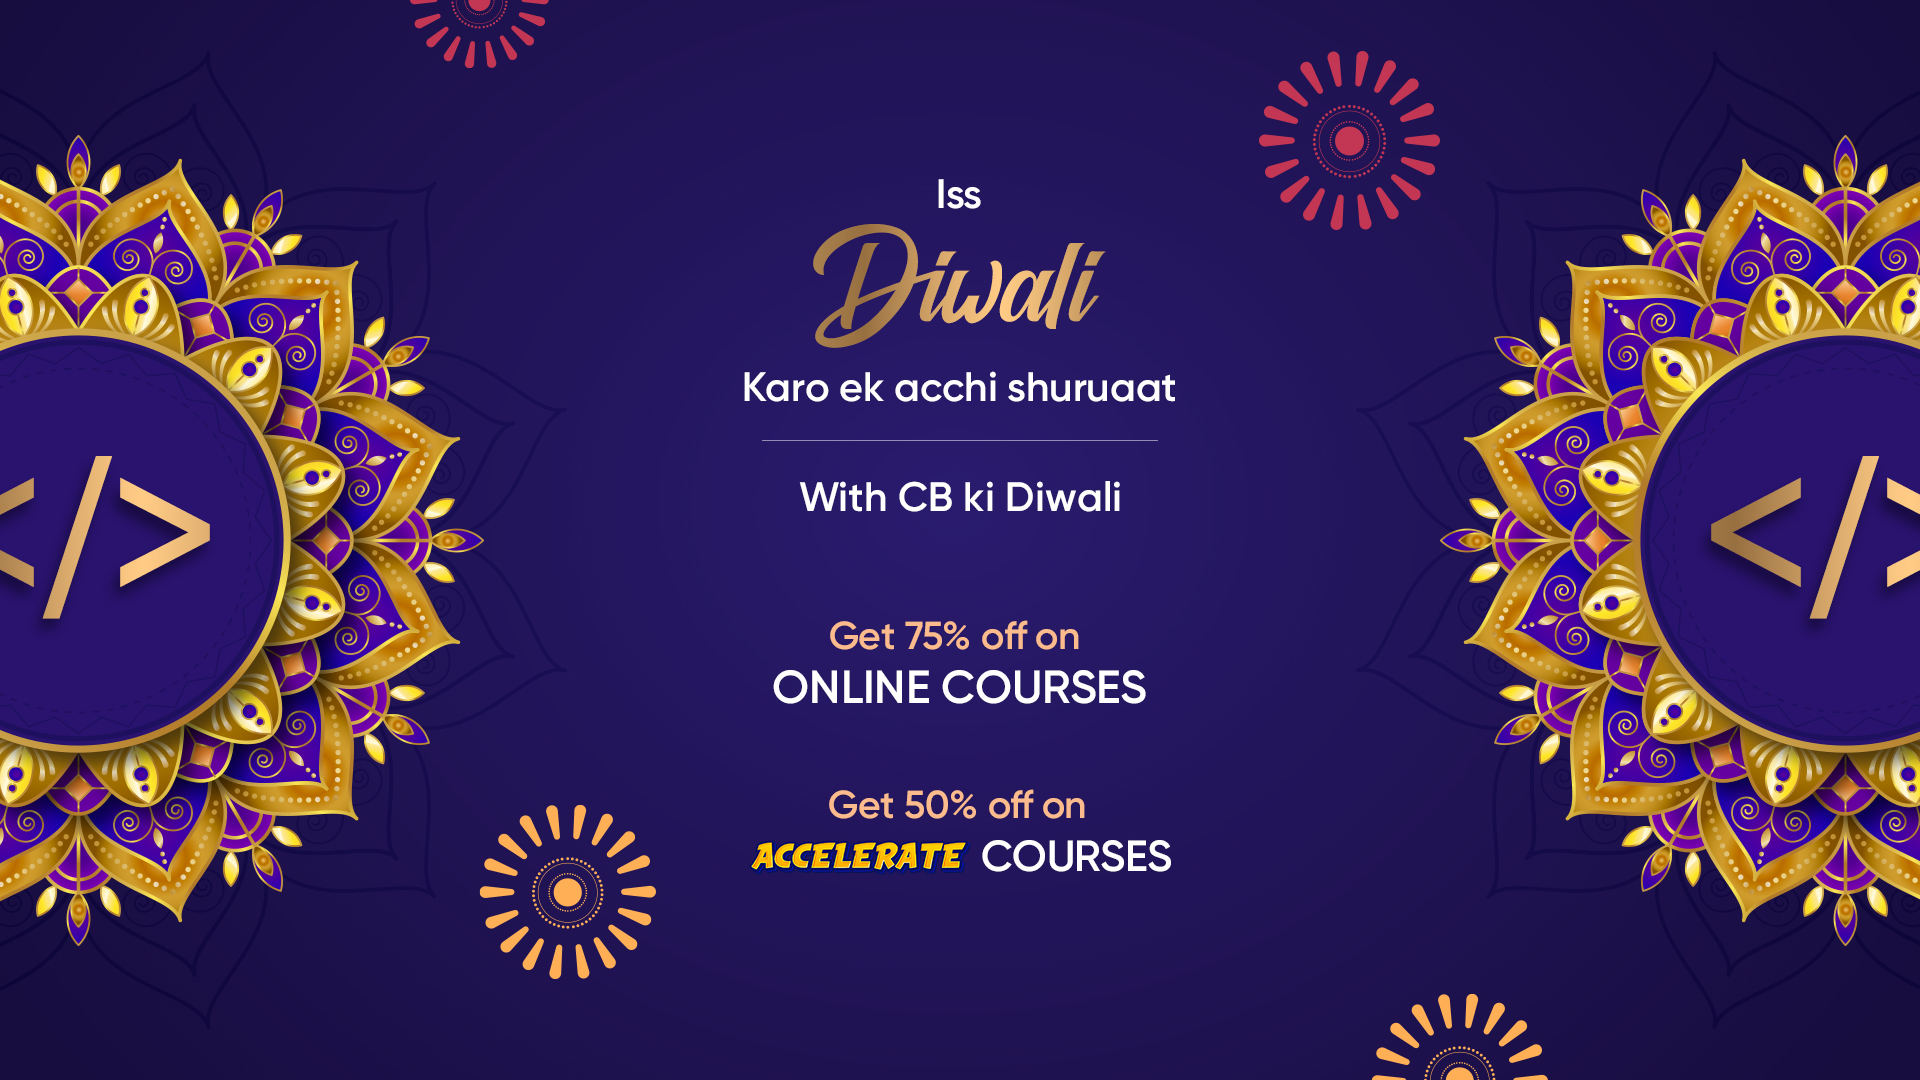 Iss
Diwali
Karo ek acchi shuruaat
With CB ki Diwali
Get 75% off on
ONLINE COURSES
Get 50% off on
ACCELERATE COURSES
</>
</>